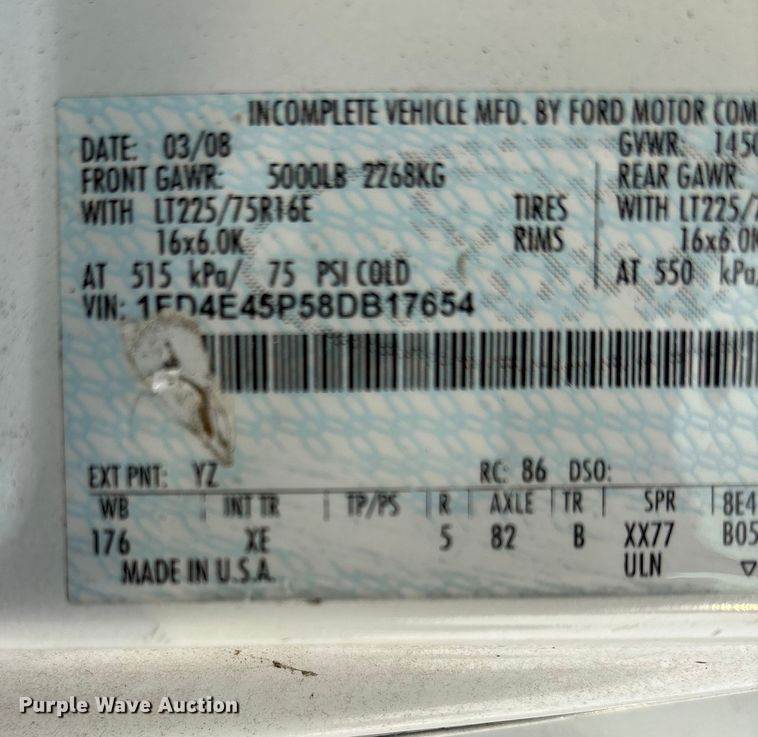 INCOMPLETE VEHICLE MFD. BY FORD MOTOR COM
DATE: 03/08 GVWR: 1450
FRONT GAWR: 5000LB 2268KG REAR GAWR:
WITH LT225/75R16E TIRES WITH LT225/7
16x6.0K RIMS 16x6.0K
AT 515 kPa/ 75 PSI COLD AT 550 kPa/
VIN: 1FD4E45P58DB17654
EXT PNT: YZ RC: 86 DSO:
WB INT TR TP/PS R AXLE TR SPR 8E4
176 XE 5 82 B XX77 B05
MADE IN U.S.A. ULN
Purple Wave Auction